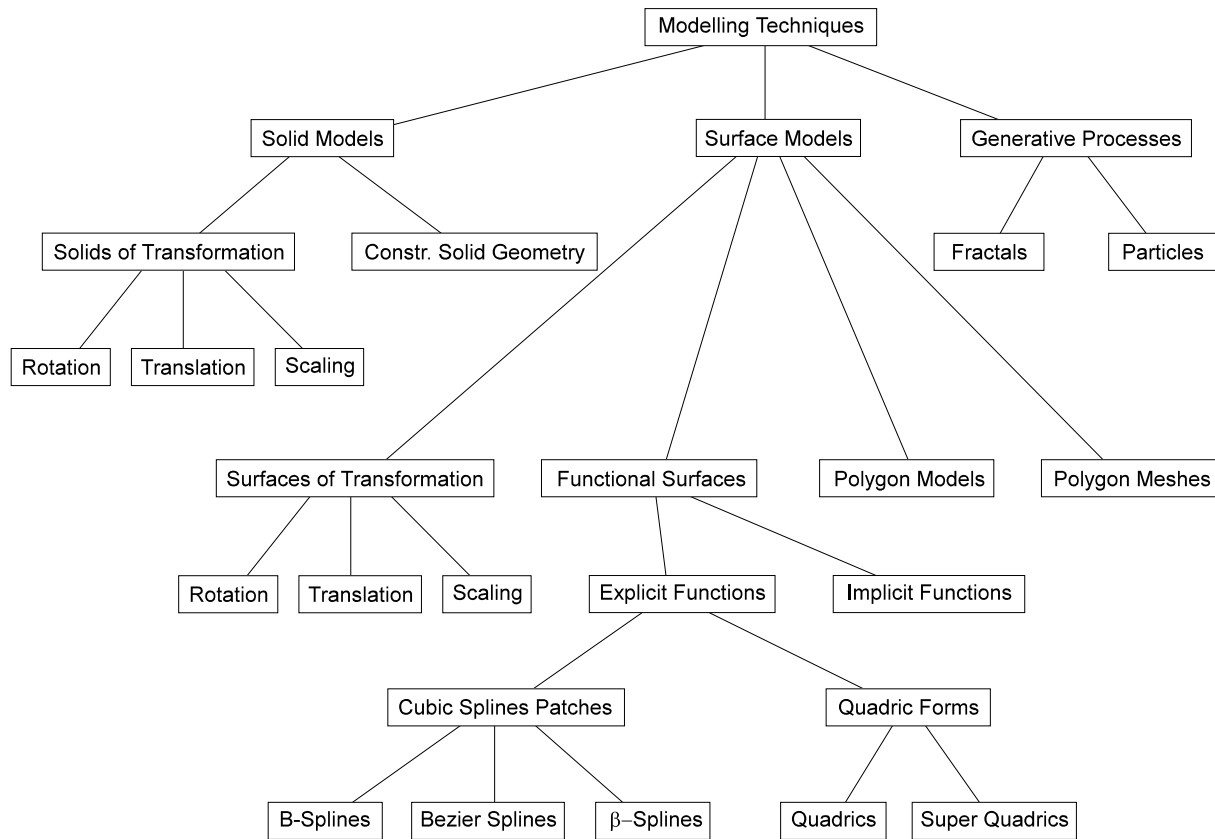 Modelling Techniques
Solid Models
Surface Models
Generative Processes
Solids of Transformation
Constr. Solid Geometry
Fractals
Particles
Rotation
Translation
Scaling
Surfaces of Transformation
Functional Surfaces
Polygon Models
Polygon Meshes
Rotation
Translation
Scaling
Explicit Functions
Implicit Functions
Cubic Splines Patches
Quadric Forms
B-Splines
Bezier Splines
β–Splines
Quadrics
Super Quadrics